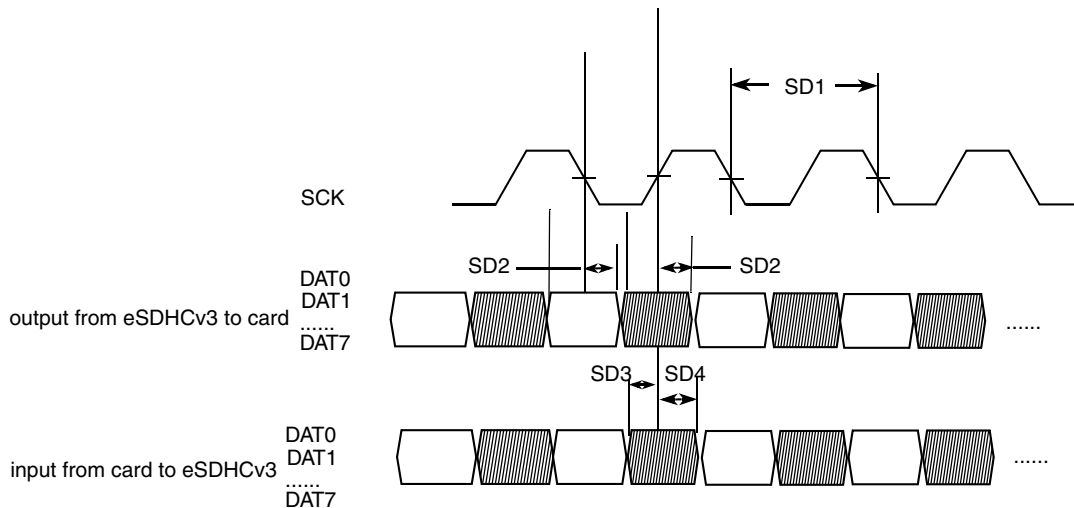 SD1
SCK
SD2
SD2
DAT0
DAT1
output from eSDHCv3 to card
......
DAT7
......
SD3
SD4
DAT0
DAT1
input from card to eSDHCv3
......
DAT7
......